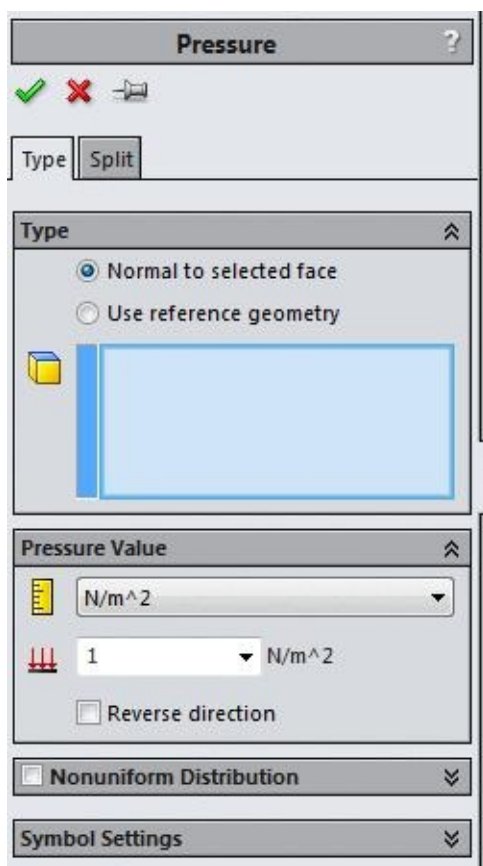 Pressure ?
Type Split
Type
Normal to selected face
Use reference geometry
Pressure Value
N/m^2
1 N/m^2
Reverse direction
Nonuniform Distribution
Symbol Settings